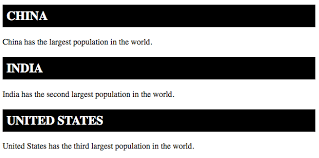 CHINA
China has the largest population in the world.
INDIA
India has the second largest population in the world.
UNITED STATES
United States has the third largest population in the world.